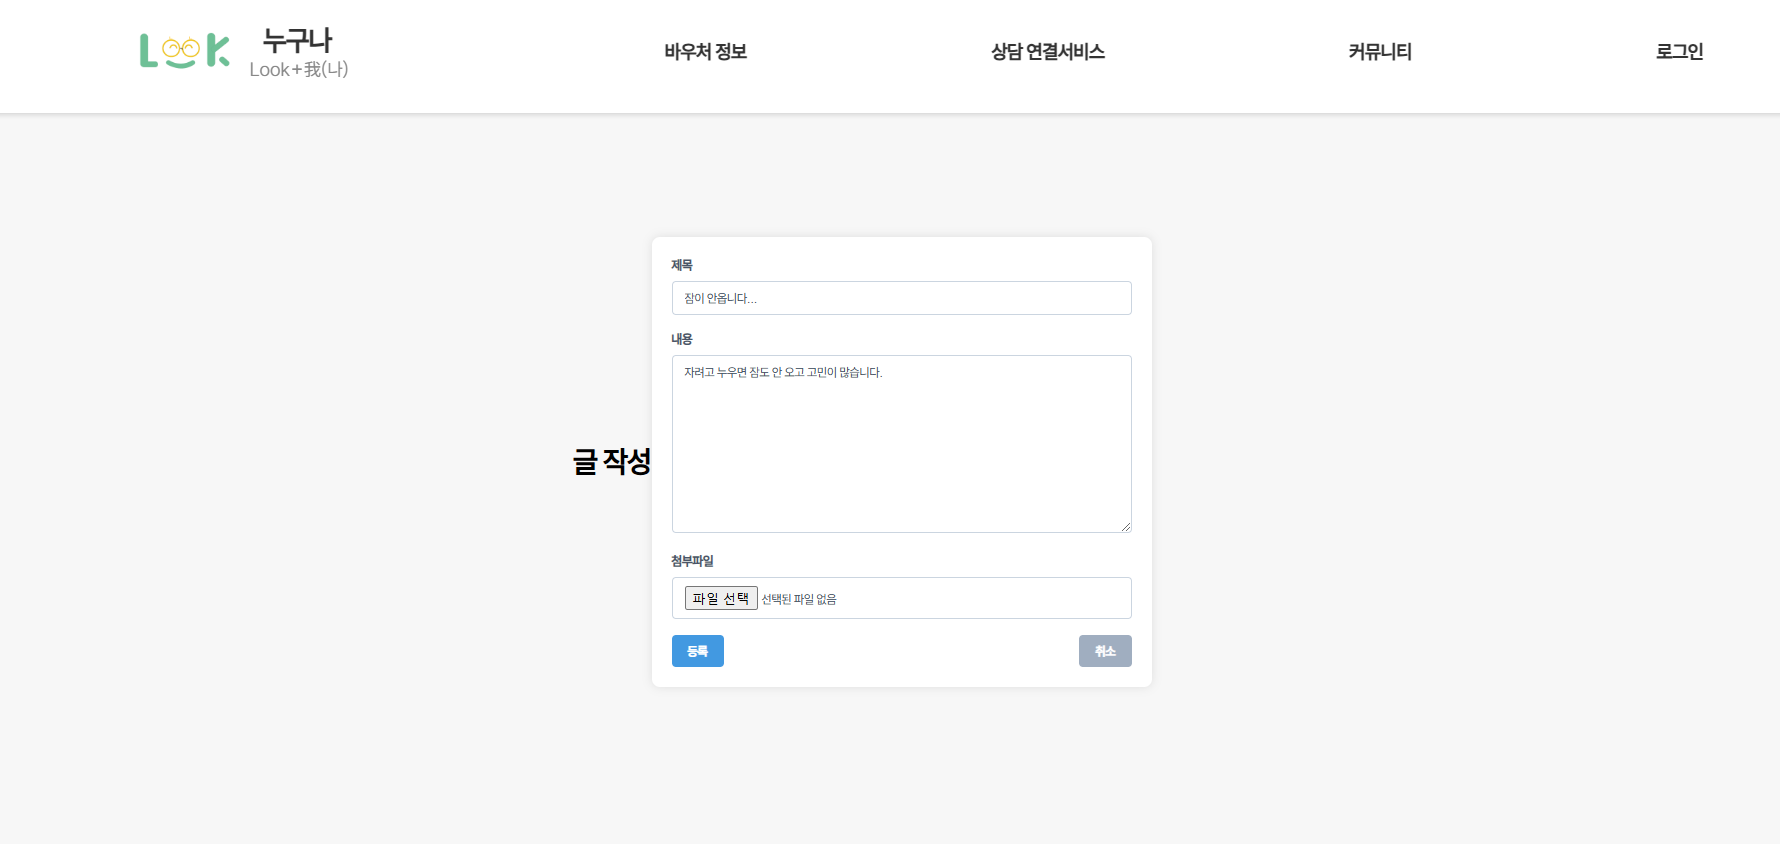 LOOK 누구나
Look+我(나)
바우처 정보
상담 연결서비스
커뮤니티
로그인
글 작성
제목
잠이 안옵니다...
내용
자려고 누우면 잠도 안 오고 고민이 많습니다.
첨부파일
파일 선택 선택된 파일 없음
등록
취소